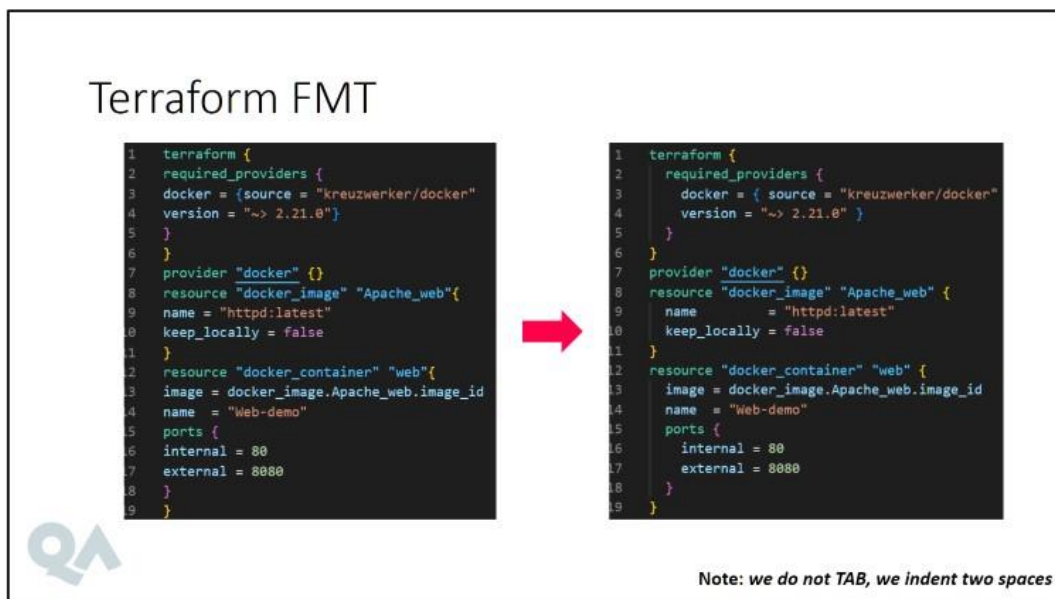 Terraform FMT
1 terraform {
2 required_providers {
3 docker = {source = "kreuzwerker/docker"
4 version = "~> 2.21.0"}
5 }
6 }
7 provider "docker" {}
8 resource "docker_image" "Apache_web"{
9 name = "httpd:latest"
10 keep_locally = false
11 }
12 resource "docker_container" "web"{
13 image = docker_image.Apache_web.image_id
14 name  = "Web-demo"
15 ports {
16 internal = 80
17 external = 8080
18 }
19 }
1 terraform {
2   required_providers {
3     docker = { source = "kreuzwerker/docker"
4     version = "~> 2.21.0" }
5   }
6 }
7 provider "docker" {}
8 resource "docker_image" "Apache_web" {
9   name         = "httpd:latest"
10   keep_locally = false
11 }
12 resource "docker_container" "web" {
13   image = docker_image.Apache_web.image_id
14   name  = "Web-demo"
15   ports {
16     internal = 80
17     external = 8080
18   }
19 }
QA
Note: we do not TAB, we indent two spaces